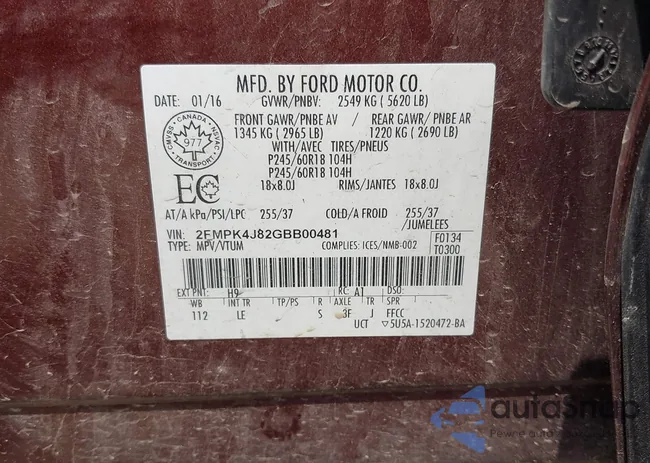 MFD. BY FORD MOTOR CO.
DATE: 01/16 GVWR/PNBV: 2549 KG ( 5620 LB)
FRONT GAWR/PNBE AV / REAR GAWR/ PNBE AR
1345 KG ( 2965 LB) 1220 KG ( 2690 LB)
WITH/AVEC TIRES/PNEUS
P245/60R18 104H
P245/60R18 104H
18x8.0J RIMS/JANTES 18x8.0J
CMVSS · CANADA · NSVAC
977
TRANSPORT
EC
AT/A kPa/PSI/LPC 255/37 COLD/A FROID 255/37
/JUMELEES
VIN: 2FMPK4J82GBB00481 F0134
TYPE: MPV/VTUM COMPLIES: ICES/NMB-002 T0300
EXT PNT: H9 RC: A1 DSO:
WB INT TR TP/PS R AXLE TR SPR
112 LE S 3F J FFCC
UCT ▽5U5A-1520472-BA
autoSnap